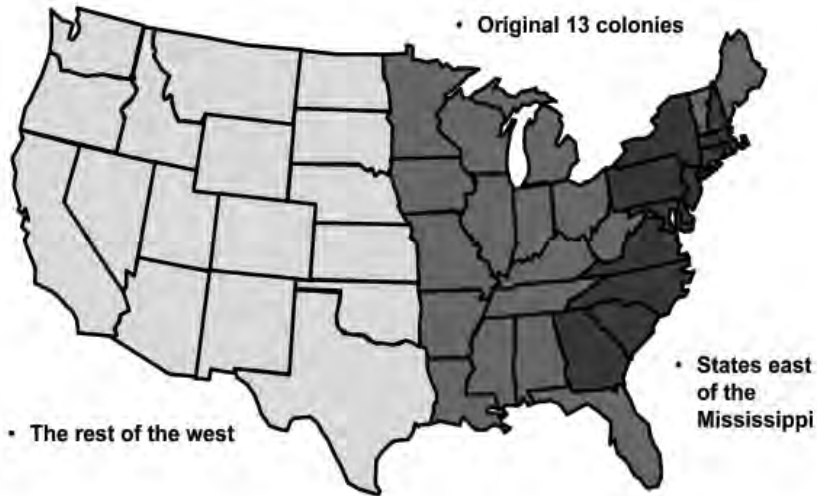 • Original 13 colonies
• States east
of the
Mississippi
• The rest of the west